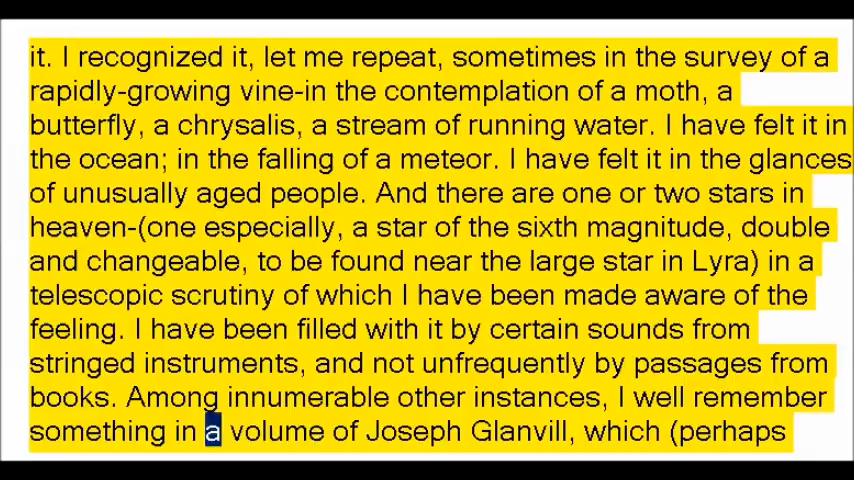 it. I recognized it, let me repeat, sometimes in the survey of a
rapidly-growing vine-in the contemplation of a moth, a
butterfly, a chrysalis, a stream of running water. I have felt it in
the ocean; in the falling of a meteor. I have felt it in the glances
of unusually aged people. And there are one or two stars in
heaven-(one especially, a star of the sixth magnitude, double
and changeable, to be found near the large star in Lyra) in a
telescopic scrutiny of which I have been made aware of the
feeling. I have been filled with it by certain sounds from
stringed instruments, and not unfrequently by passages from
books. Among innumerable other instances, I well remember
something in a volume of Joseph Glanvill, which (perhaps